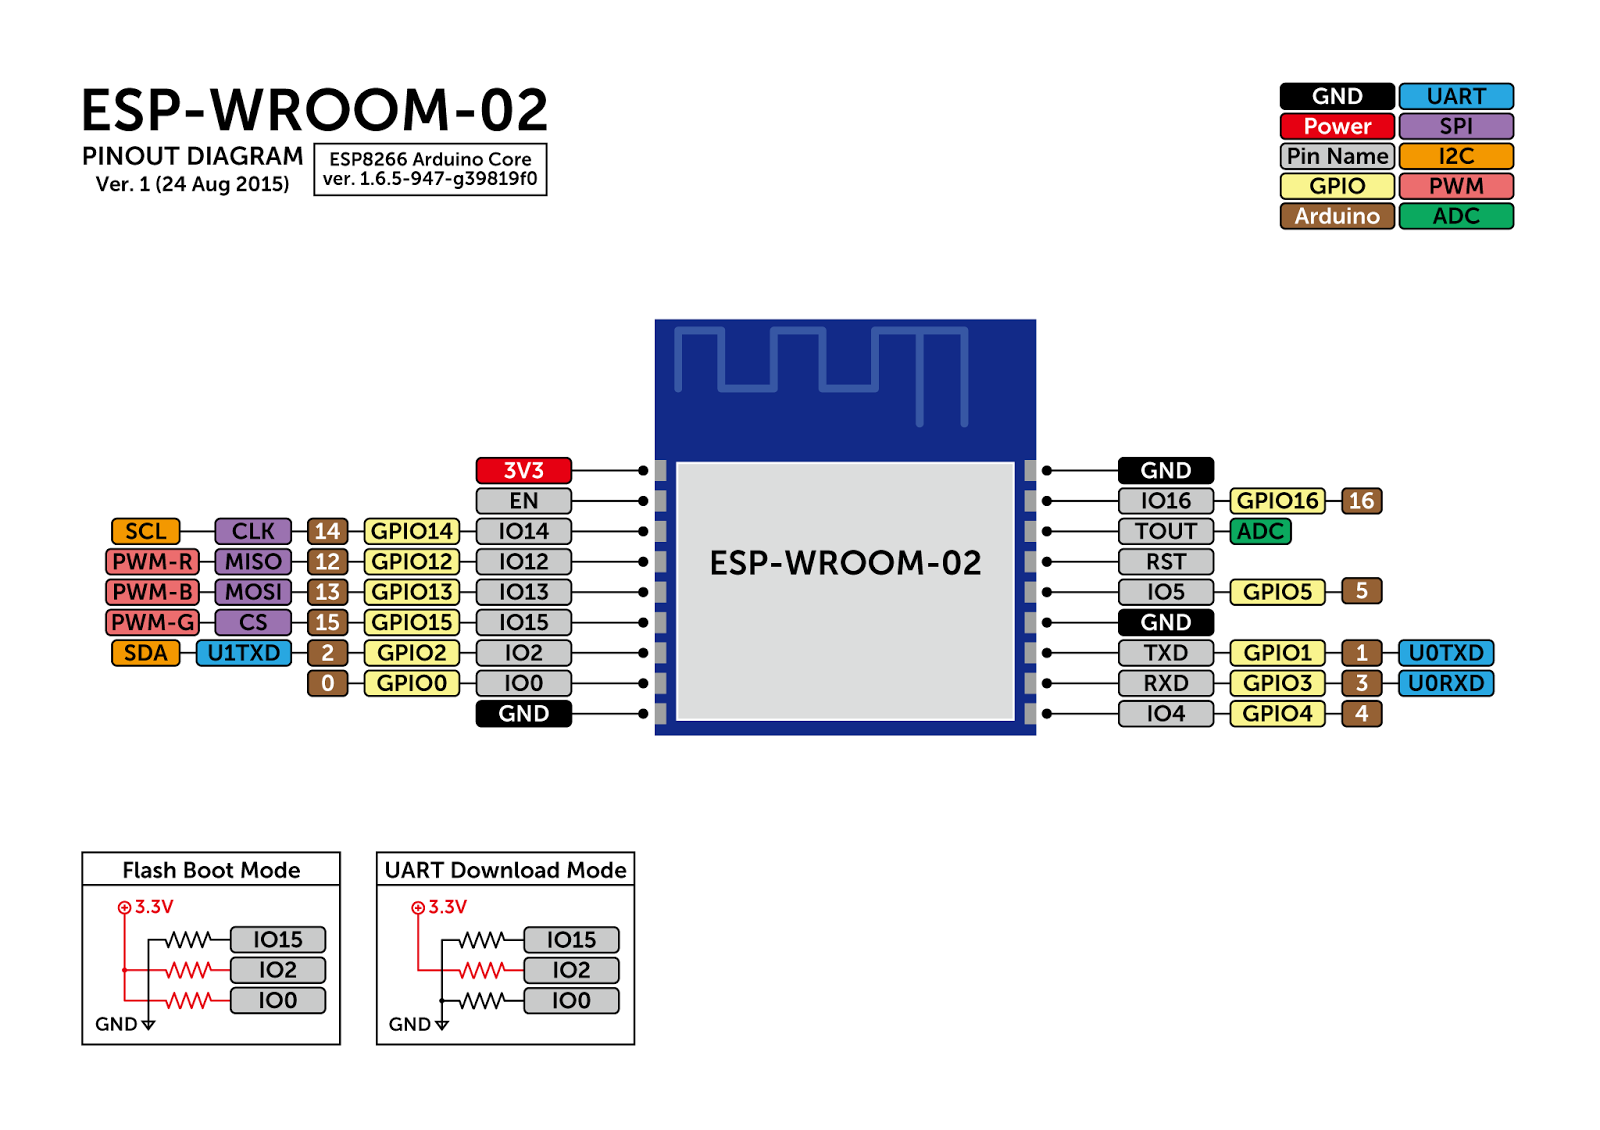 ESP-WROOM-02
PINOUT DIAGRAM
Ver. 1 (24 Aug 2015)
ESP8266 Arduino Core
ver. 1.6.5-947-g39819f0
GND UART
Power SPI
Pin Name I2C
GPIO PWM
Arduino ADC
3V3
EN
SCL CLK 14 GPIO14 IO14
PWM-R MISO 12 GPIO12 IO12
PWM-B MOSI 13 GPIO13 IO13
PWM-G CS 15 GPIO15 IO15
SDA U1TXD 2 GPIO2 IO2
0 GPIO0 IO0
GND
ESP-WROOM-02
GND
IO16 GPIO16 16
TOUT ADC
RST
IO5 GPIO5 5
GND
TXD GPIO1 1 U0TXD
RXD GPIO3 3 U0RXD
IO4 GPIO4 4
Flash Boot Mode
3.3V
IO15
IO2
IO0
GND
UART Download Mode
3.3V
IO15
IO2
IO0
GND